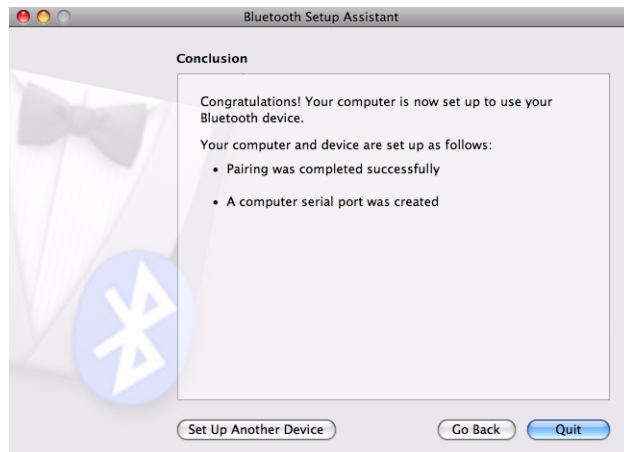 Bluetooth Setup Assistant
Conclusion
Congratulations! Your computer is now set up to use your
Bluetooth device.
Your computer and device are set up as follows:
• Pairing was completed successfully
• A computer serial port was created
Set Up Another Device
Go Back
Quit